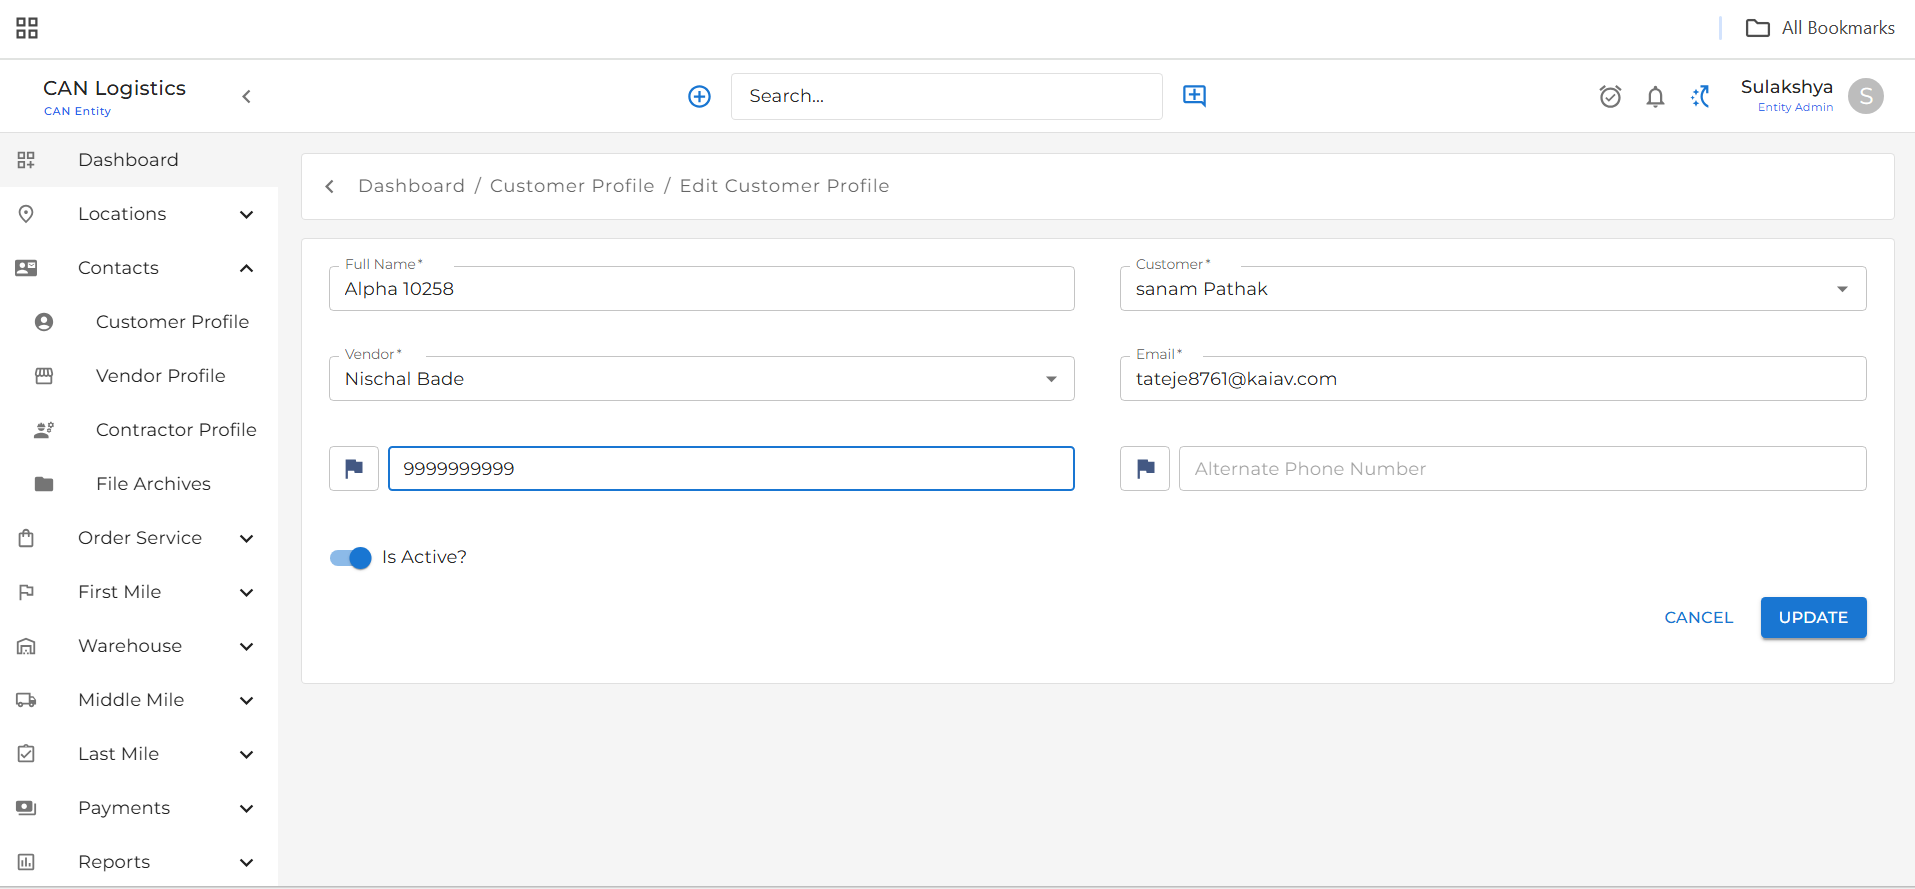 All Bookmarks
CAN Logistics
CAN Entity
Search...
Sulakshya
Entity Admin
S
Dashboard
Locations
Contacts
Customer Profile
Vendor Profile
Contractor Profile
File Archives
Order Service
First Mile
Warehouse
Middle Mile
Last Mile
Payments
Reports
Dashboard / Customer Profile / Edit Customer Profile
Full Name*
Alpha 10258
Customer*
sanam Pathak
Vendor*
Nischal Bade
Email*
tateje8761@kaiav.com
9999999999
Alternate Phone Number
Is Active?
CANCEL
UPDATE